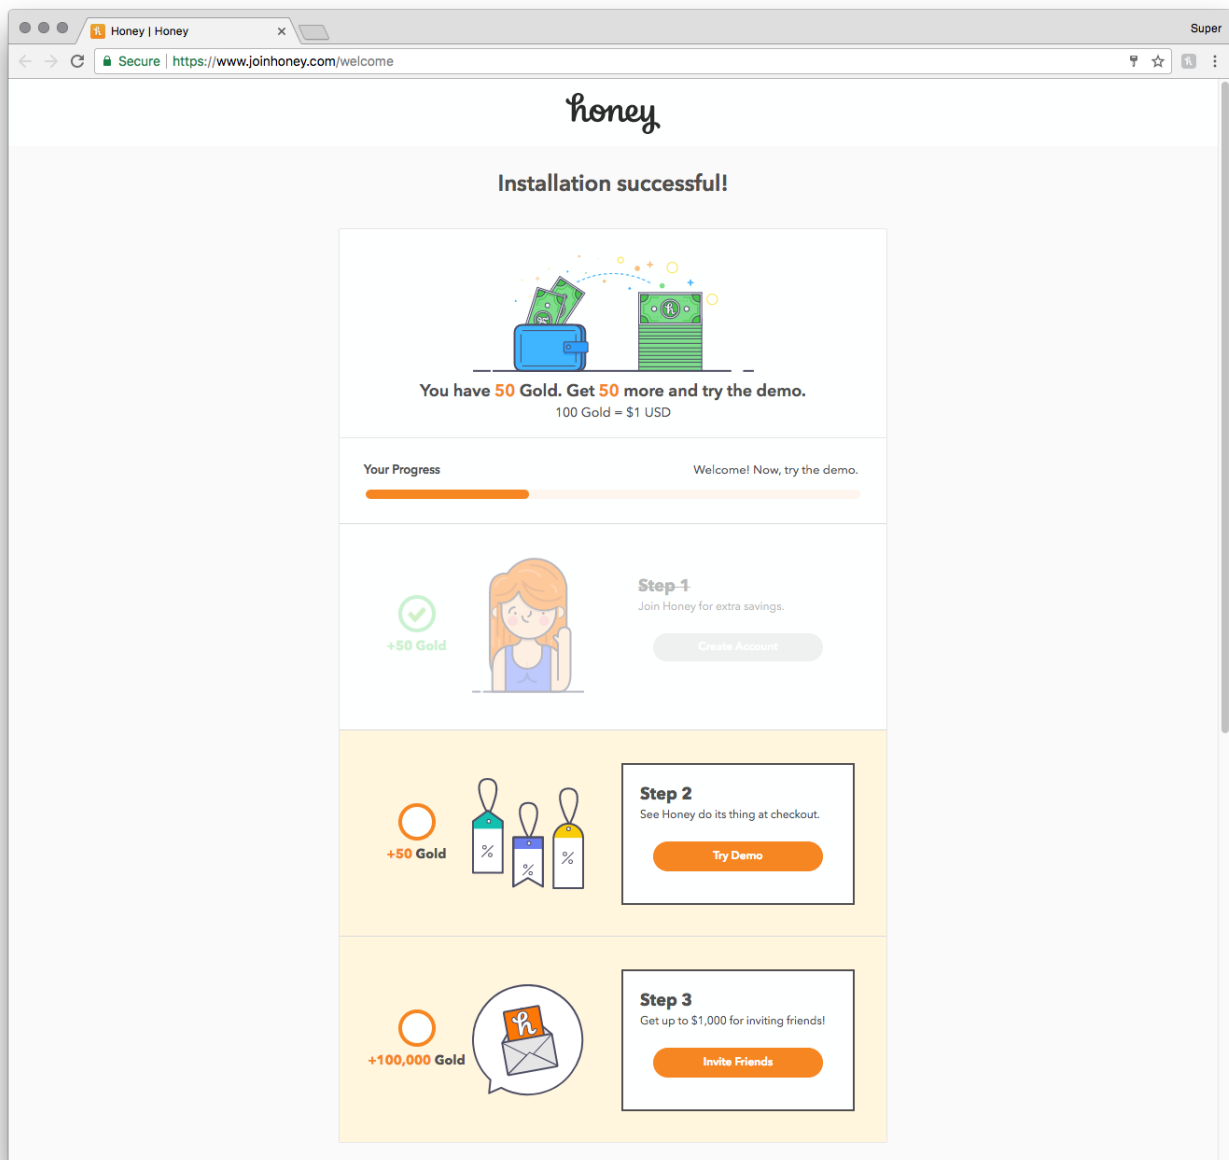 Honey | Honey
Super
Secure
https://www.joinhoney.com/welcome
honey
Installation successful!
You have 50 Gold. Get 50 more and try the demo.
100 Gold = $1 USD
Your Progress
Welcome! Now, try the demo.
Step 1
Join Honey for extra savings.
+50 Gold
Create Account
Step 2
See Honey do its thing at checkout.
+50 Gold
% % %
Try Demo
Step 3
Get up to $1,000 for inviting friends!
h
+100,000 Gold
Invite Friends